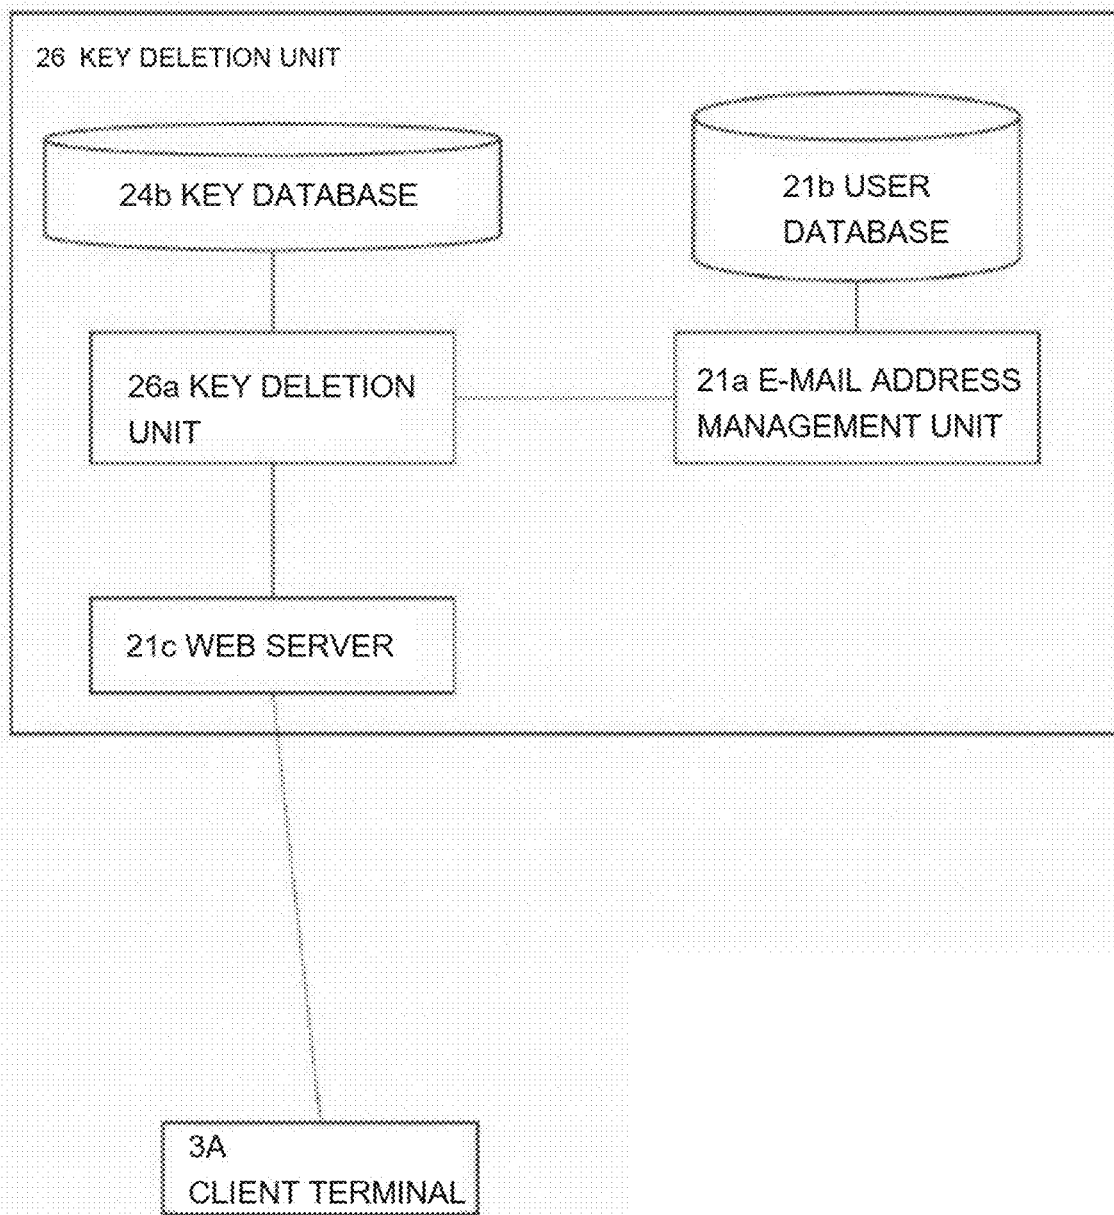 26 KEY DELETION UNIT
24b KEY DATABASE
21b USER
DATABASE
26a KEY DELETION
UNIT
21a E-MAIL ADDRESS
MANAGEMENT UNIT
21c WEB SERVER
3A
CLIENT TERMINAL